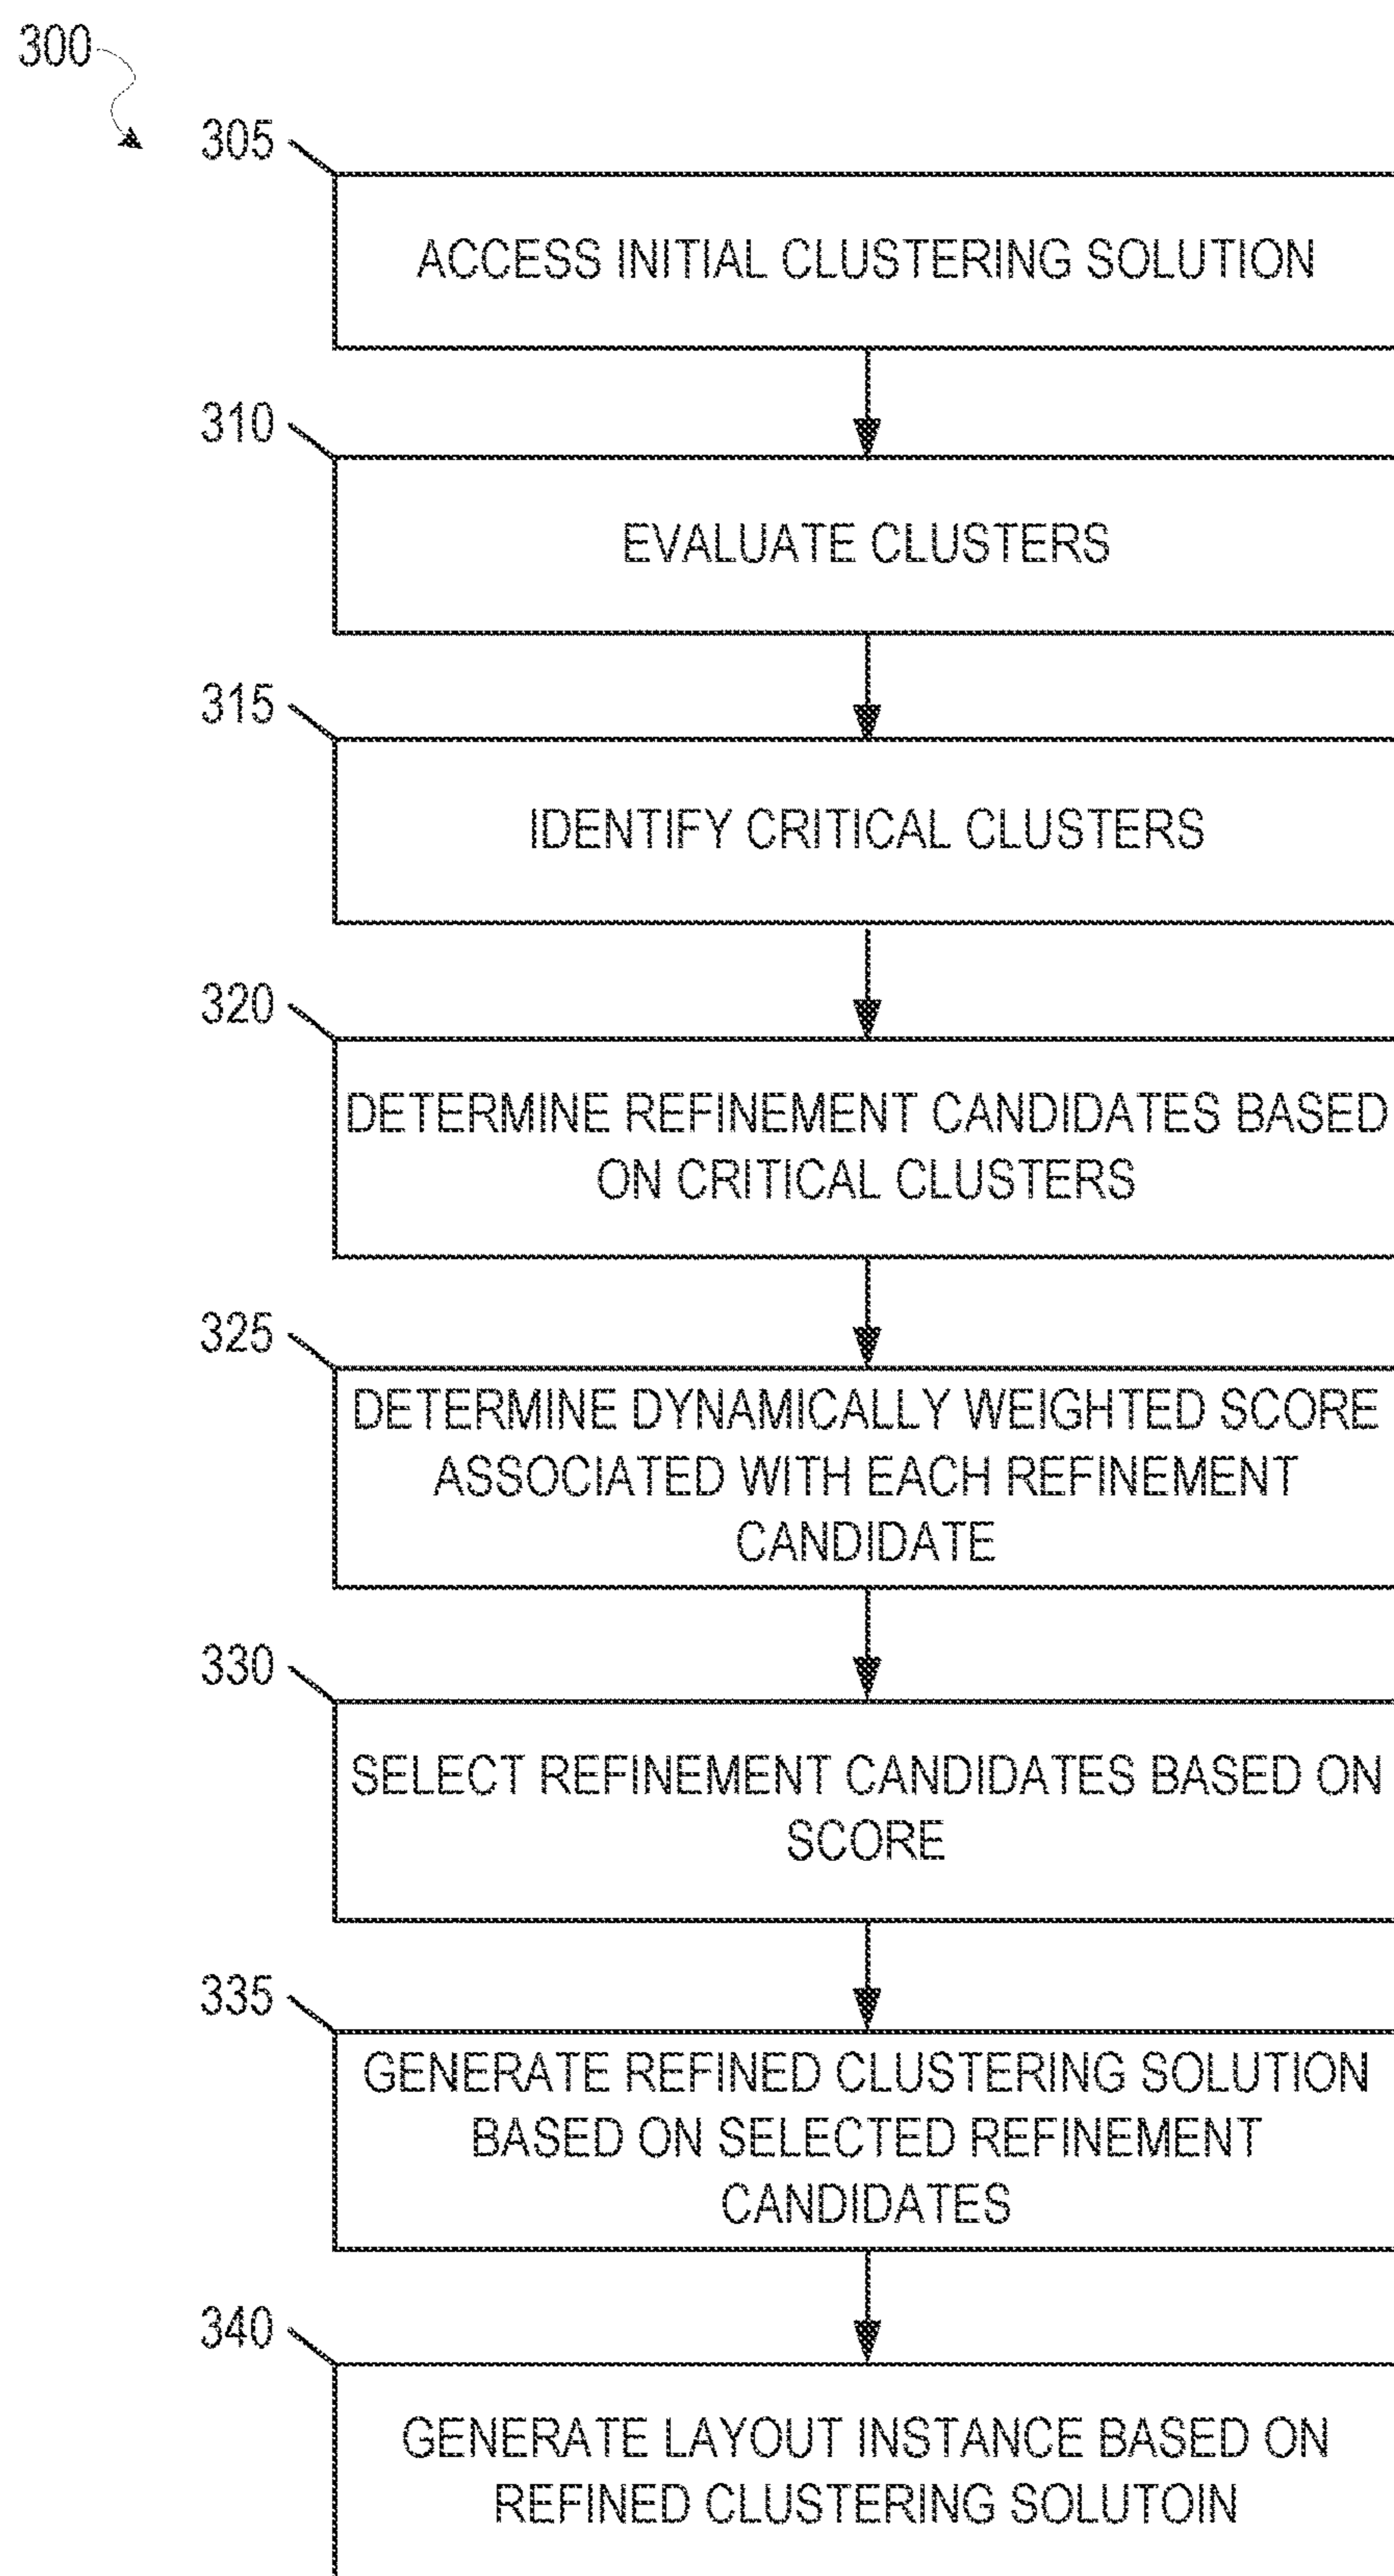 300
305
ACCESS INITIAL CLUSTERING SOLUTION
310
EVALUATE CLUSTERS
315
IDENTIFY CRITICAL CLUSTERS
320
DETERMINE REFINEMENT CANDIDATES BASED
ON CRITICAL CLUSTERS
325
DETERMINE DYNAMICALLY WEIGHTED SCORE
ASSOCIATED WITH EACH REFINEMENT
CANDIDATE
330
SELECT REFINEMENT CANDIDATES BASED ON
SCORE
335
GENERATE REFINED CLUSTERING SOLUTION
BASED ON SELECTED REFINEMENT
CANDIDATES
340
GENERATE LAYOUT INSTANCE BASED ON
REFINED CLUSTERING SOLUTOIN